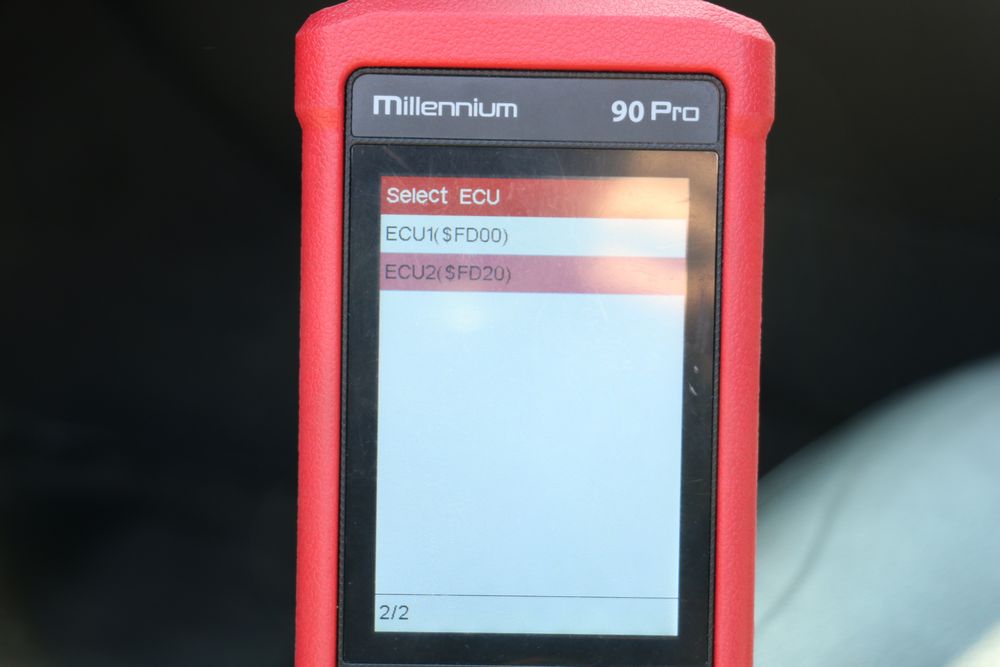 Millennium 90 Pro
Select ECU
ECU1($FD00)
ECU2($FD20)
2/2